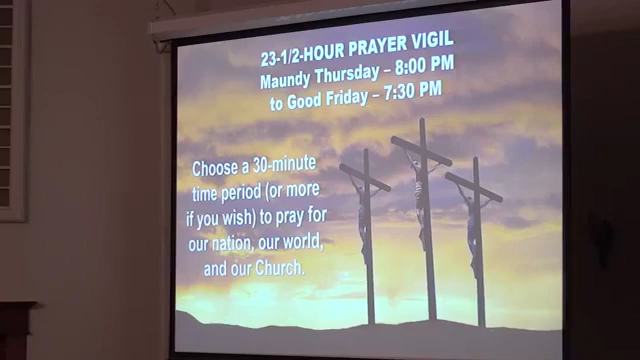 23-1/2-HOUR PRAYER VIGIL
Maundy Thursday – 8:00 PM
to Good Friday – 7:30 PM
Choose a 30-minute
time period (or more
if you wish) to pray for
our nation, our world,
and our Church.